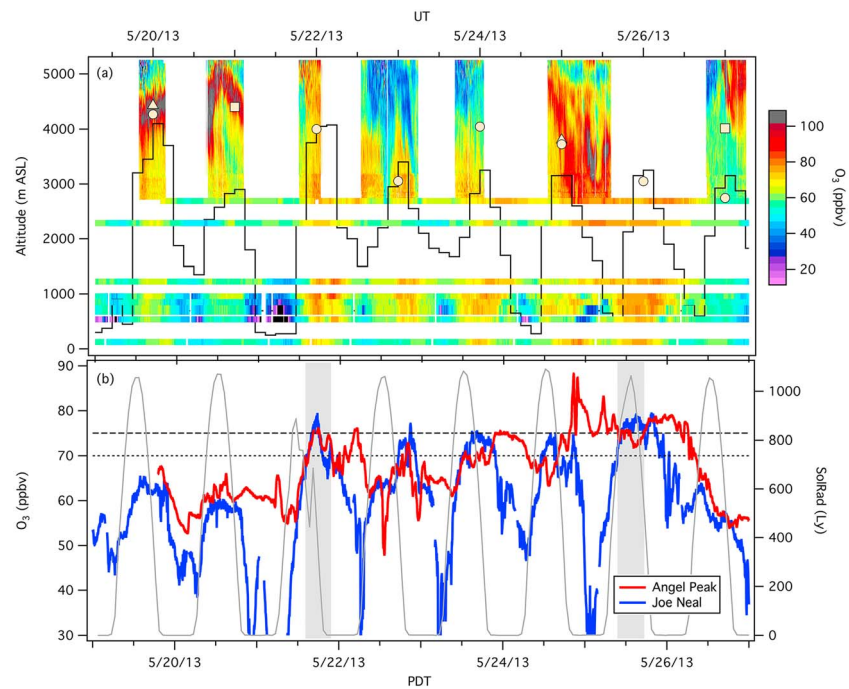 UT
5/20/13 5/22/13 5/24/13 5/26/13
(a)
5000
4000
3000
2000
1000
0
Altitude (m ASL)
100
80
60
40
20
O3 (ppbv)
(b)
90
80
70
60
50
40
30
O3 (ppbv)
1000
800
600
400
200
0
SolRad (Ly)
Angel Peak
Joe Neal
5/20/13 5/22/13 5/24/13 5/26/13
PDT